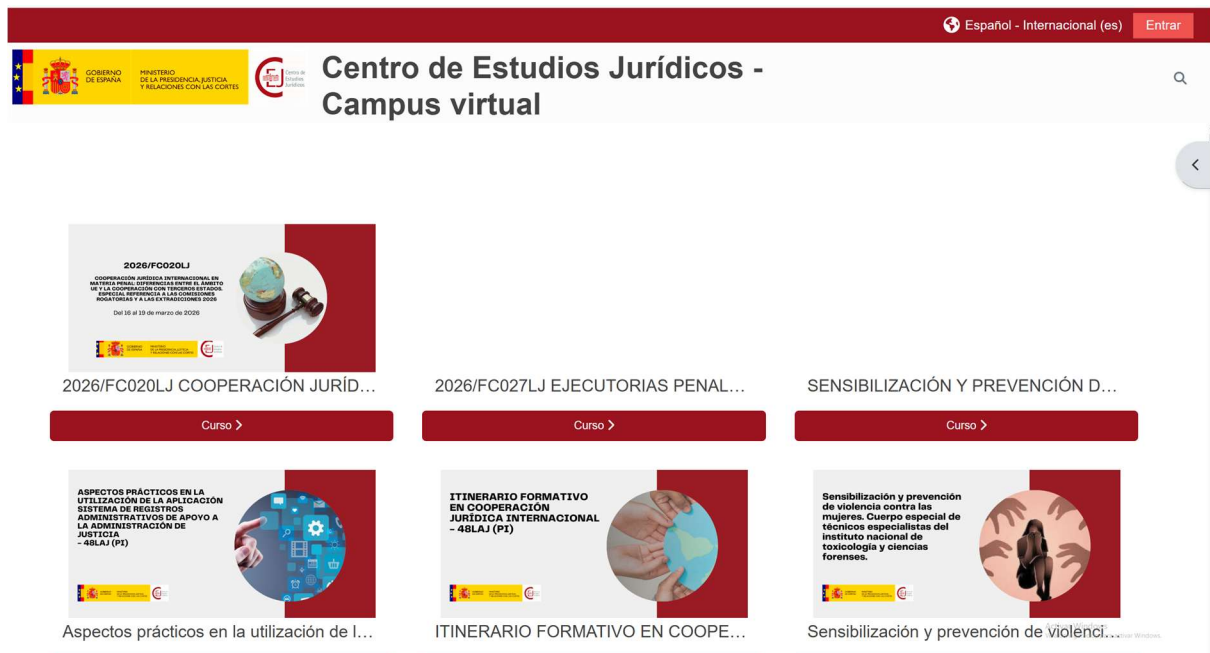 Español - Internacional (es)
Entrar
GOBIERNO
DE ESPAÑA
MINISTERIO
DE LA PRESIDENCIA, JUSTICIA
Y RELACIONES CON LAS CORTES
Centro de
Estudios
Jurídicos
Centro de Estudios Jurídicos -
Campus virtual
2026/FC020LJ
COOPERACIÓN JURÍDICA INTERNACIONAL EN
MATERIA PENAL: DIFERENCIAS ENTRE EL ÁMBITO
UE Y LA COOPERACIÓN CON TERCEROS ESTADOS.
ESPECIAL REFERENCIA A LAS COMISIONES
ROGATORIAS Y A LAS EXTRADICIONES 2026
Del 16 al 19 de marzo de 2026
2026/FC020LJ COOPERACIÓN JURÍD...
2026/FC027LJ EJECUTORIAS PENAL...
SENSIBILIZACIÓN Y PREVENCIÓN D...
Curso
Curso
Curso
ASPECTOS PRÁCTICOS EN LA
UTILIZACIÓN DE LA APLICACIÓN
SISTEMA DE REGISTROS
ADMINISTRATIVOS DE APOYO A
LA ADMINISTRACIÓN DE
JUSTICIA
- 48LAJ (PI)
ITINERARIO FORMATIVO
EN COOPERACIÓN
JURÍDICA INTERNACIONAL
- 48LAJ (PI)
Sensibilización y prevención
de violencia contra las
mujeres. Cuerpo especial de
técnicos especialistas del
instituto nacional de
toxicología y ciencias
forenses.
Aspectos prácticos en la utilización de l...
ITINERARIO FORMATIVO EN COOPE...
Sensibilización y prevención de violenci...
Activar Windows